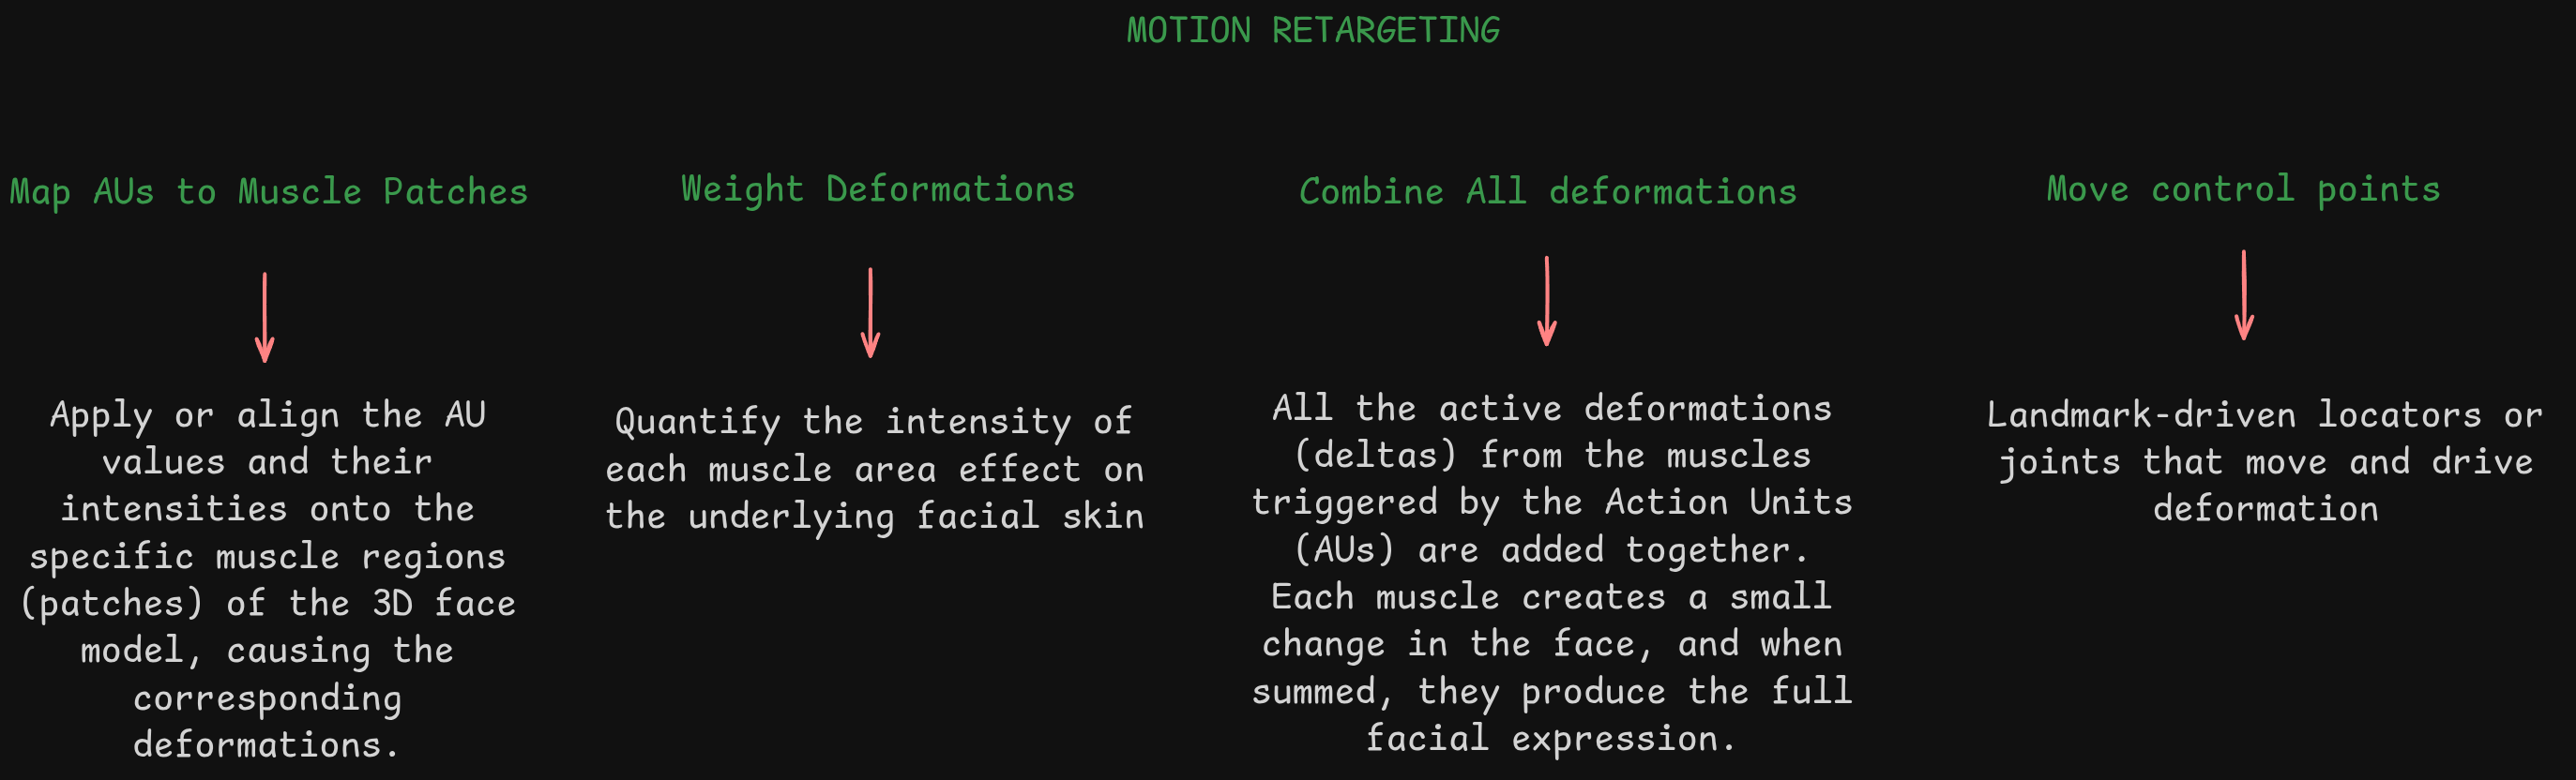 MOTION RETARGETING
Map AUs to Muscle Patches
Apply or align the AU
values and their
intensities onto the
specific muscle regions
(patches) of the 3D face
model, causing the
corresponding
deformations.
Weight Deformations
Quantify the intensity of
each muscle area effect on
the underlying facial skin
Combine All deformations
All the active deformations
(deltas) from the muscles
triggered by the Action Units
(AUs) are added together.
Each muscle creates a small
change in the face, and when
summed, they produce the full
facial expression.
Move control points
Landmark-driven locators or
joints that move and drive
deformation